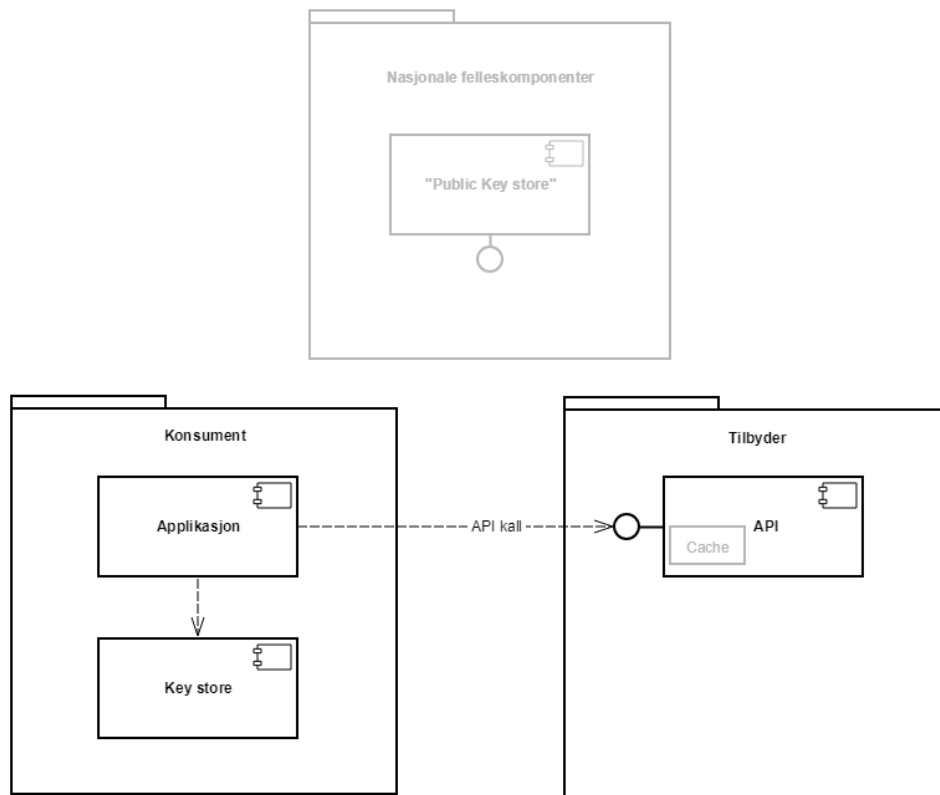 Nasjonale felleskomponenter
"Public Key store"
Konsument
Applikasjon
Key store
API kall
Tilbyder
API
Cache